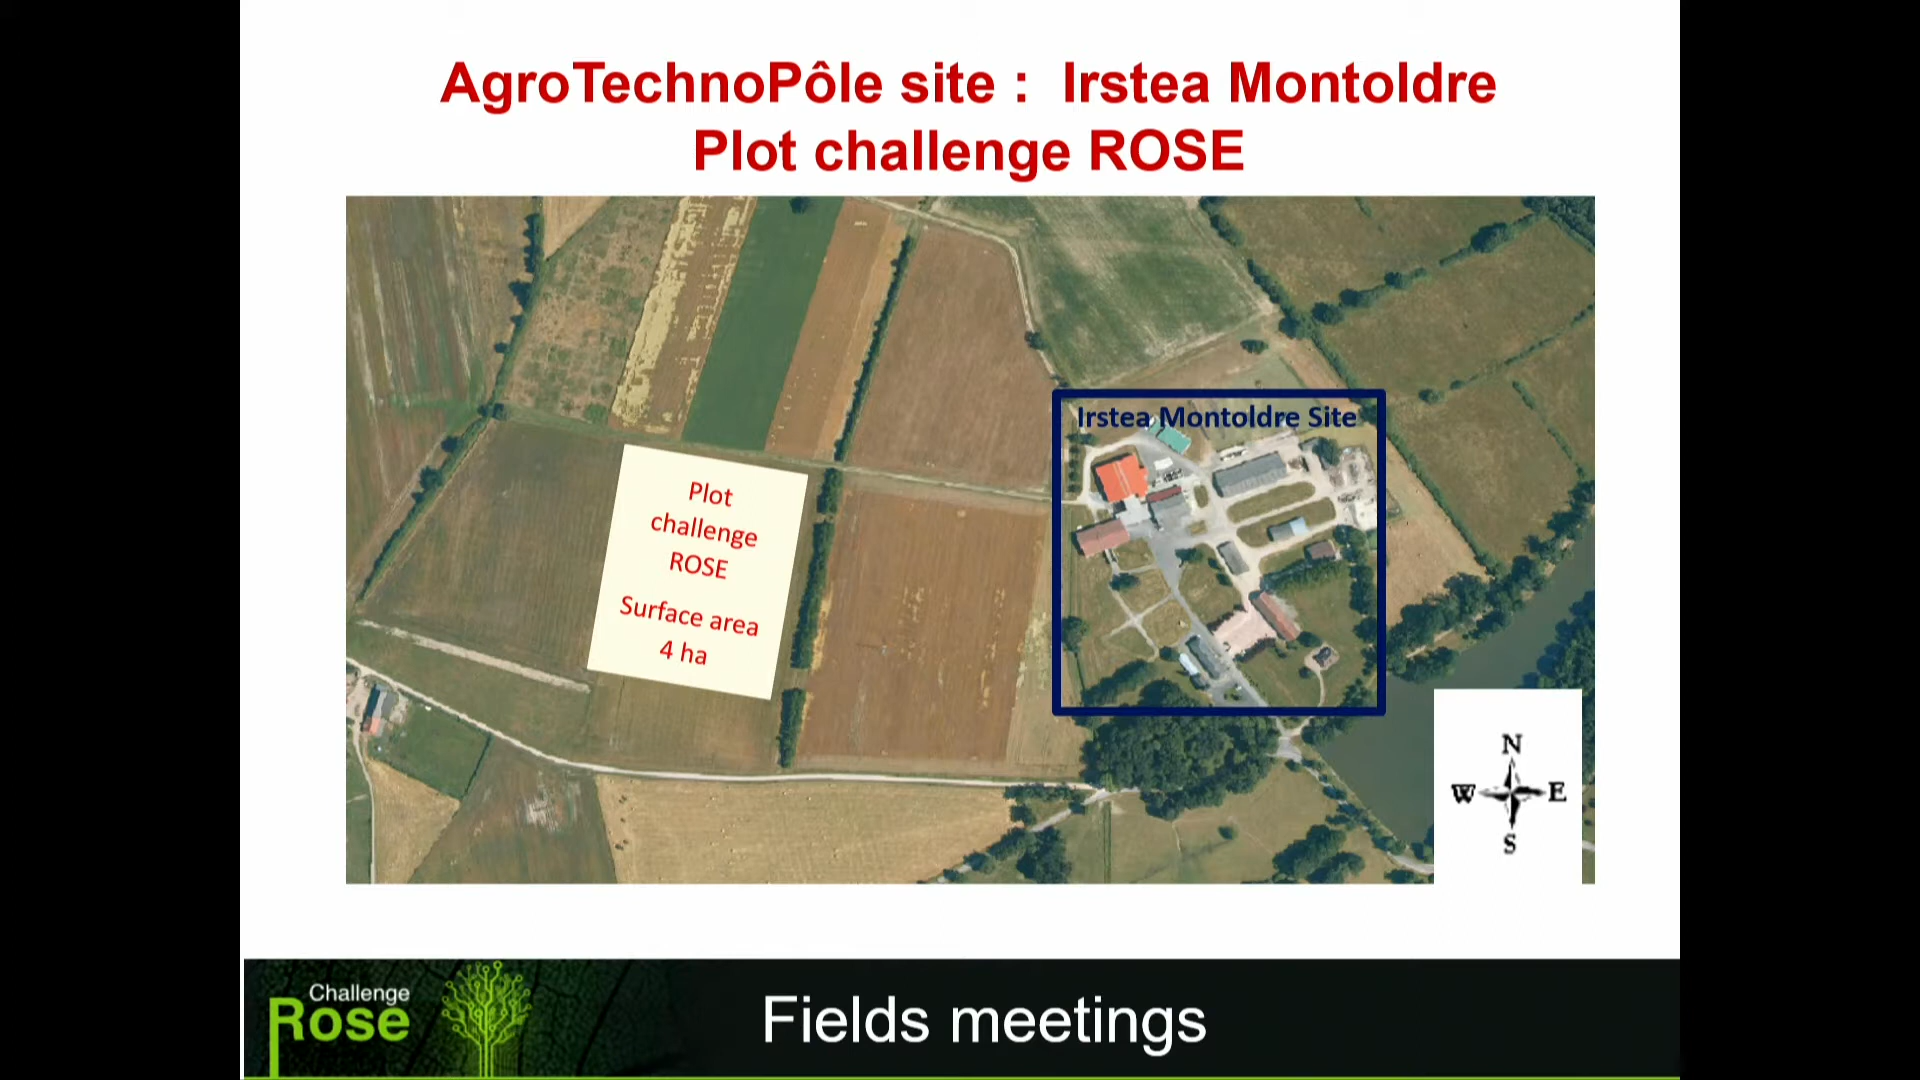 AgroTechnoPôle site : Irstea Montoldre
Plot challenge ROSE
Irstea Montoldre Site
Plot
challenge
ROSE
Surface area
4 ha
N
W
E
S
Challenge
Rose
Fields meetings